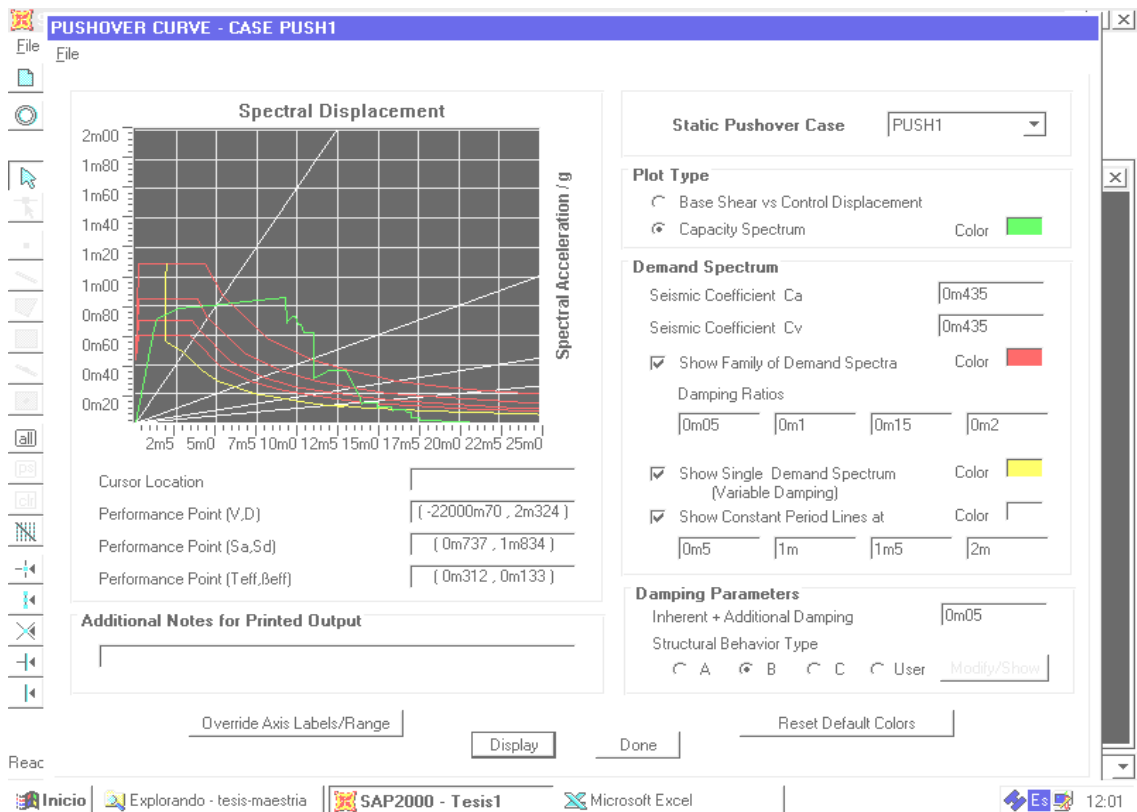 PUSHOVER CURVE - CASE PUSH1
File
File
Spectral Displacement
2m00
1m80
1m60
1m40
1m20
1m00
0m80
0m60
0m40
0m20
2m5 5m0 7m5 10m0 12m5 15m0 17m5 20m0 22m5 25m0
Spectral Acceleration / g
Cursor Location
Performance Point (V,D) ( -22000m70 , 2m324 )
Performance Point (Sa,Sd) ( 0m737 , 1m834 )
Performance Point (Teff,βeff) ( 0m312 , 0m133 )
Additional Notes for Printed Output
Static Pushover Case PUSH1
Plot Type
Base Shear vs Control Displacement
Capacity Spectrum Color
Demand Spectrum
Seismic Coefficient Ca 0m435
Seismic Coefficient Cv 0m435
Show Family of Demand Spectra Color
Damping Ratios
0m05 0m1 0m15 0m2
Show Single Demand Spectrum Color
(Variable Damping)
Show Constant Period Lines at Color
0m5 1m 1m5 2m
Damping Parameters
Inherent + Additional Damping 0m05
Structural Behavior Type
A B C User Modify/Show
Override Axis Labels/Range
Reset Default Colors
Display Done
all
ps
clr
Reac
Inicio Explorando - tesis-maestria SAP2000 - Tesis1 Microsoft Excel Es 12:01